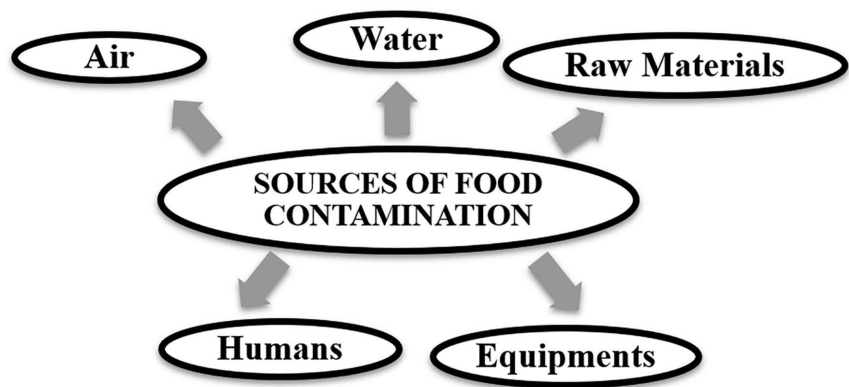 Air
Water
Raw Materials
SOURCES OF FOOD
CONTAMINATION
Humans
Equipments